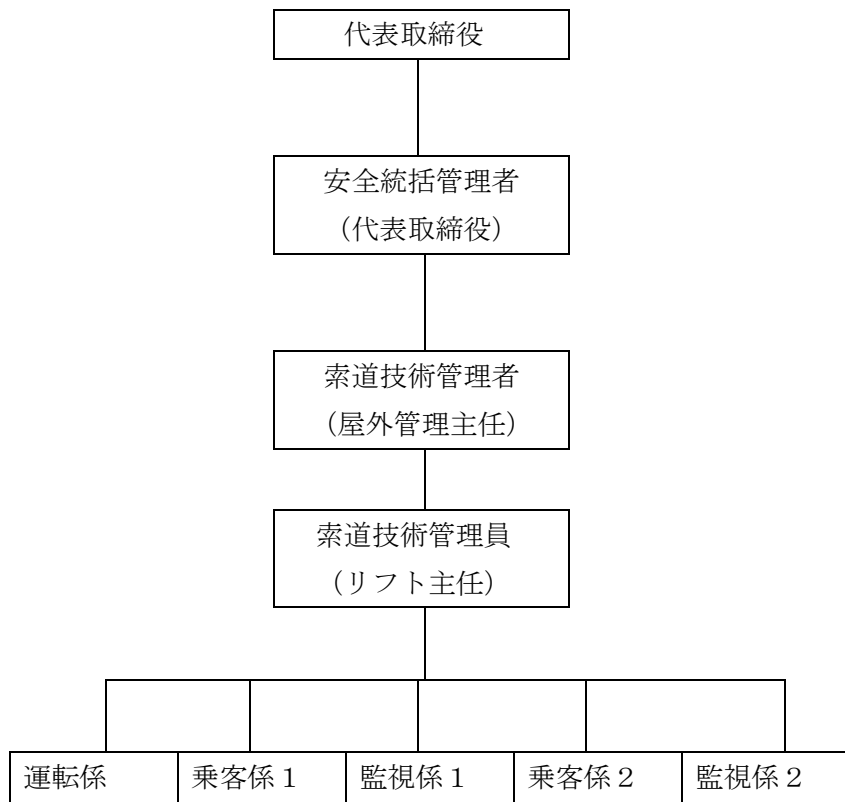 代表取締役
安全統括管理者
（代表取締役）
索道技術管理者
（屋外管理主任）
索道技術管理員
（リフト主任）
運転係
乗客係１
監視係１
乗客係２
監視係２